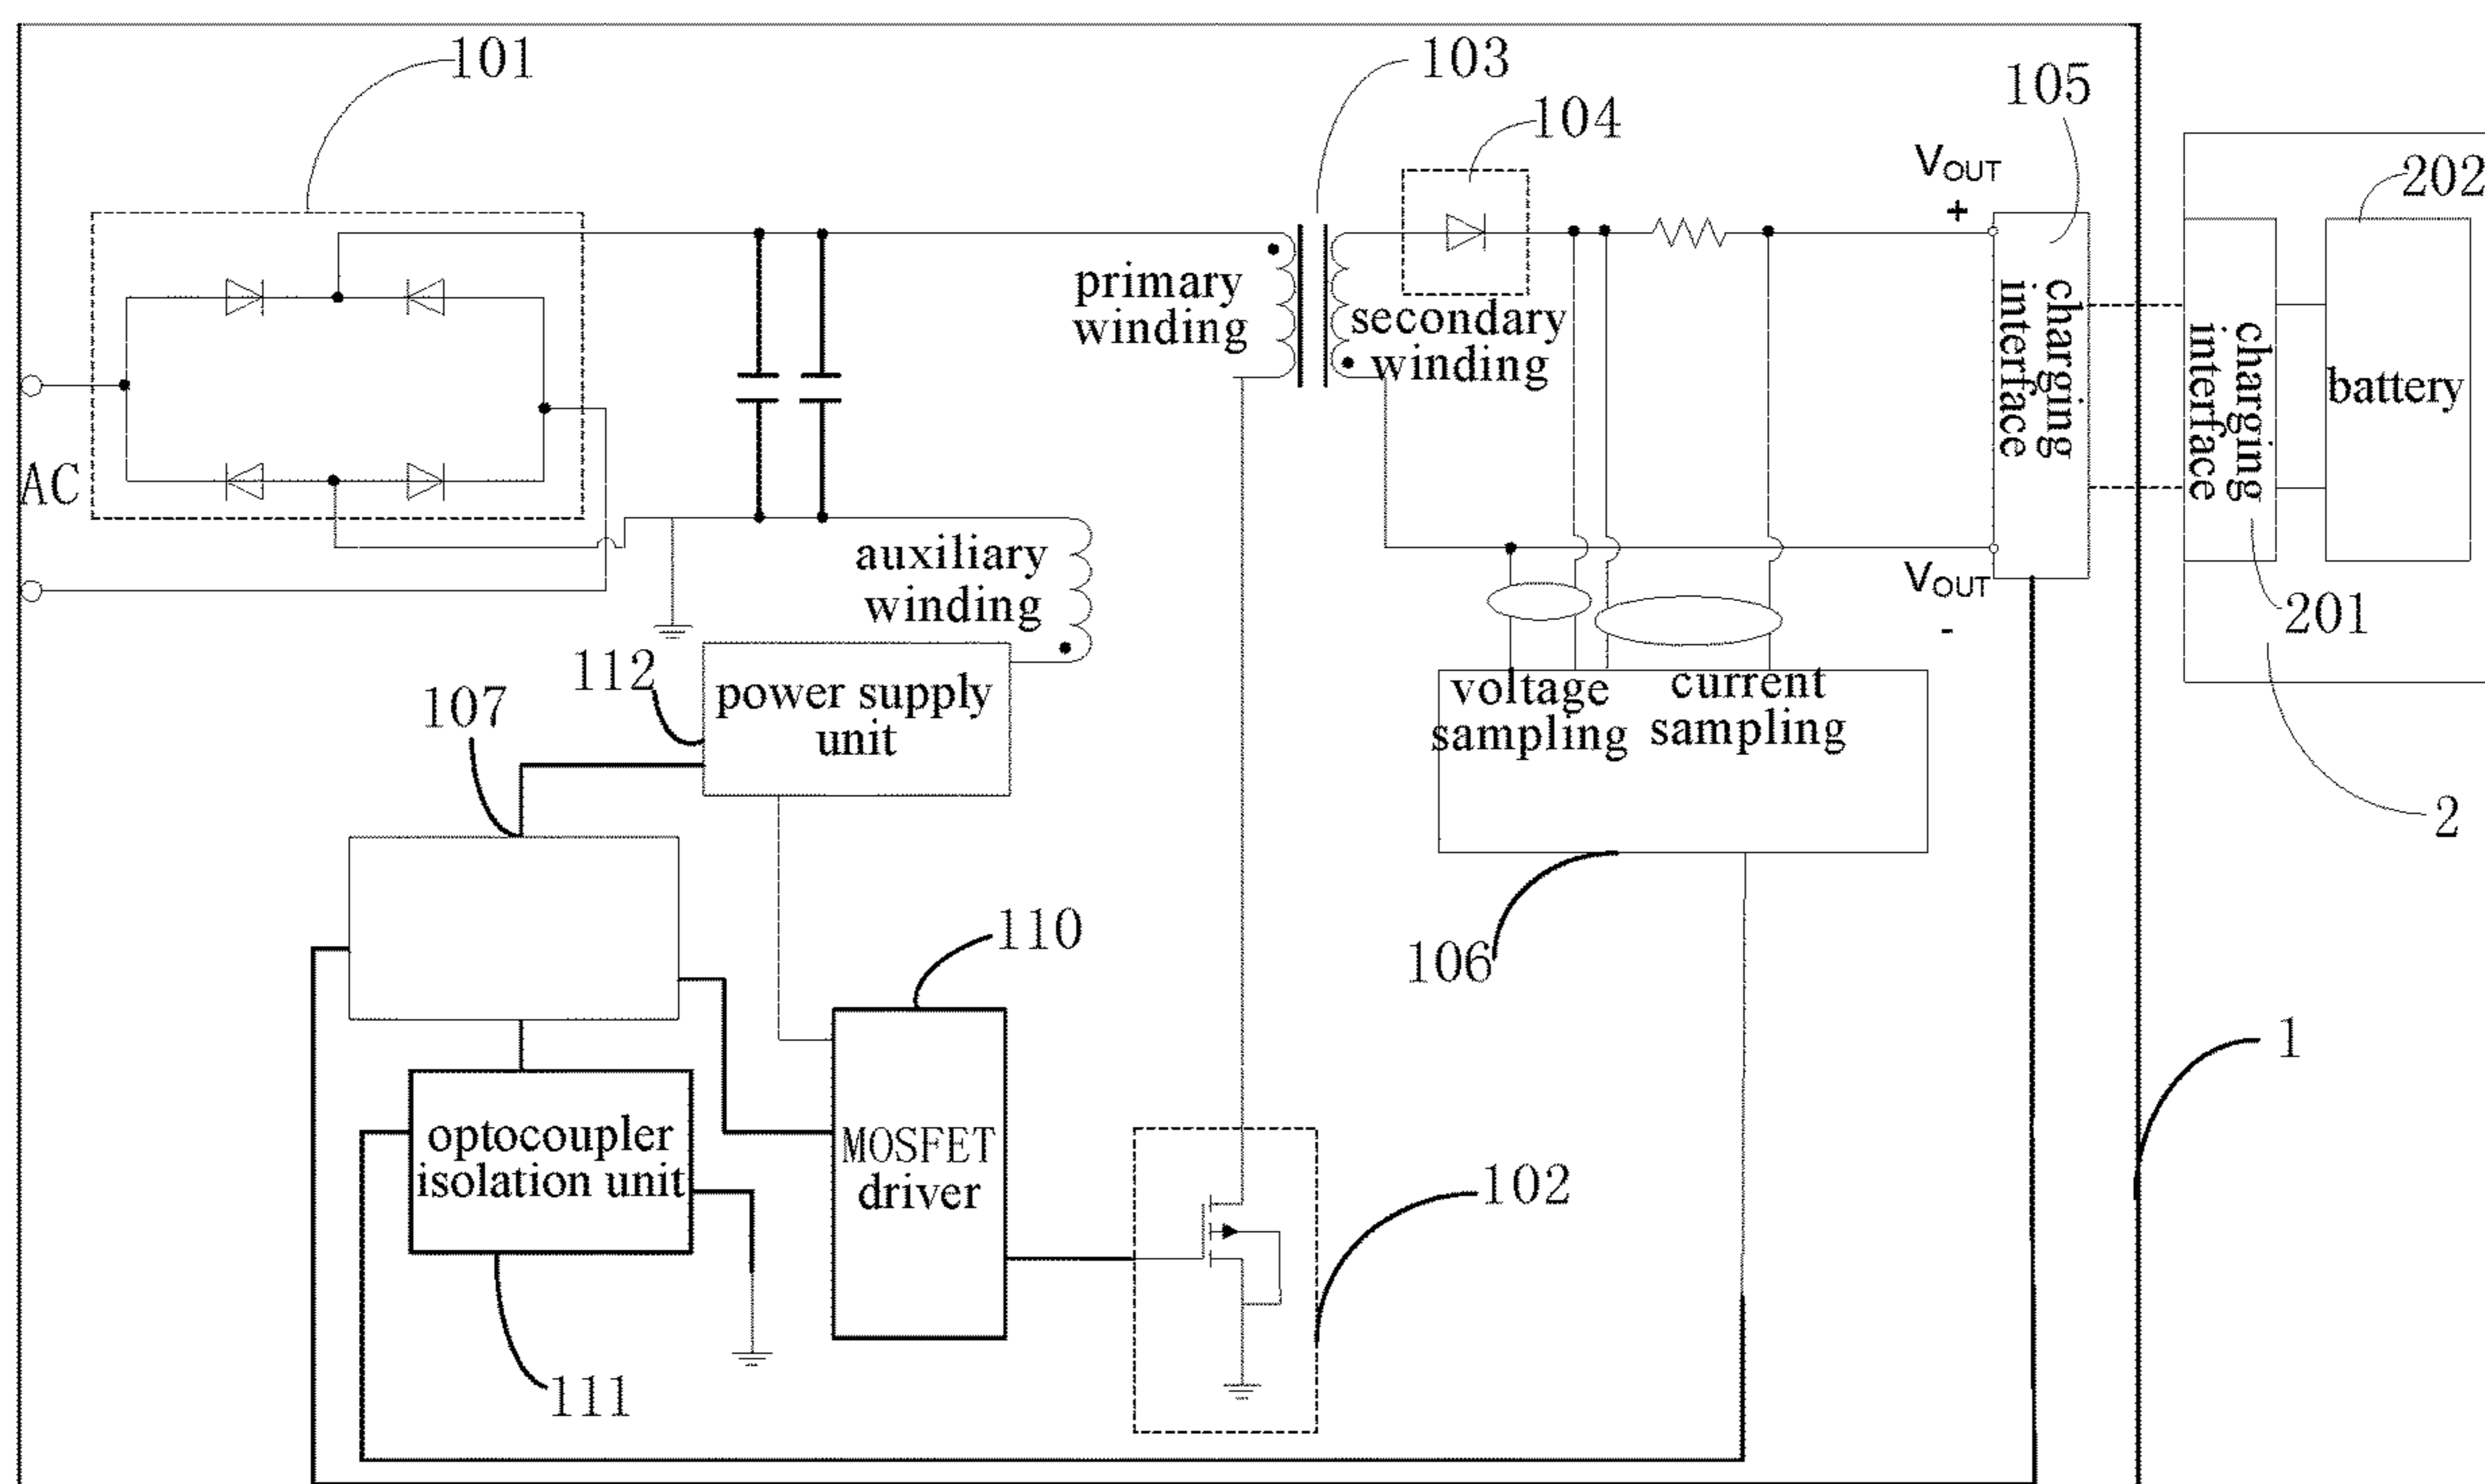 101
103
105
104
V_OUT
+
202
primary
winding
secondary
winding
charging
interface
charging
interface
battery
AC
auxiliary
winding
V_OUT
-
201
112
power supply
unit
voltage
sampling
current
sampling
107
2
110
106
1
optocoupler
isolation unit
MOSFET
driver
102
111